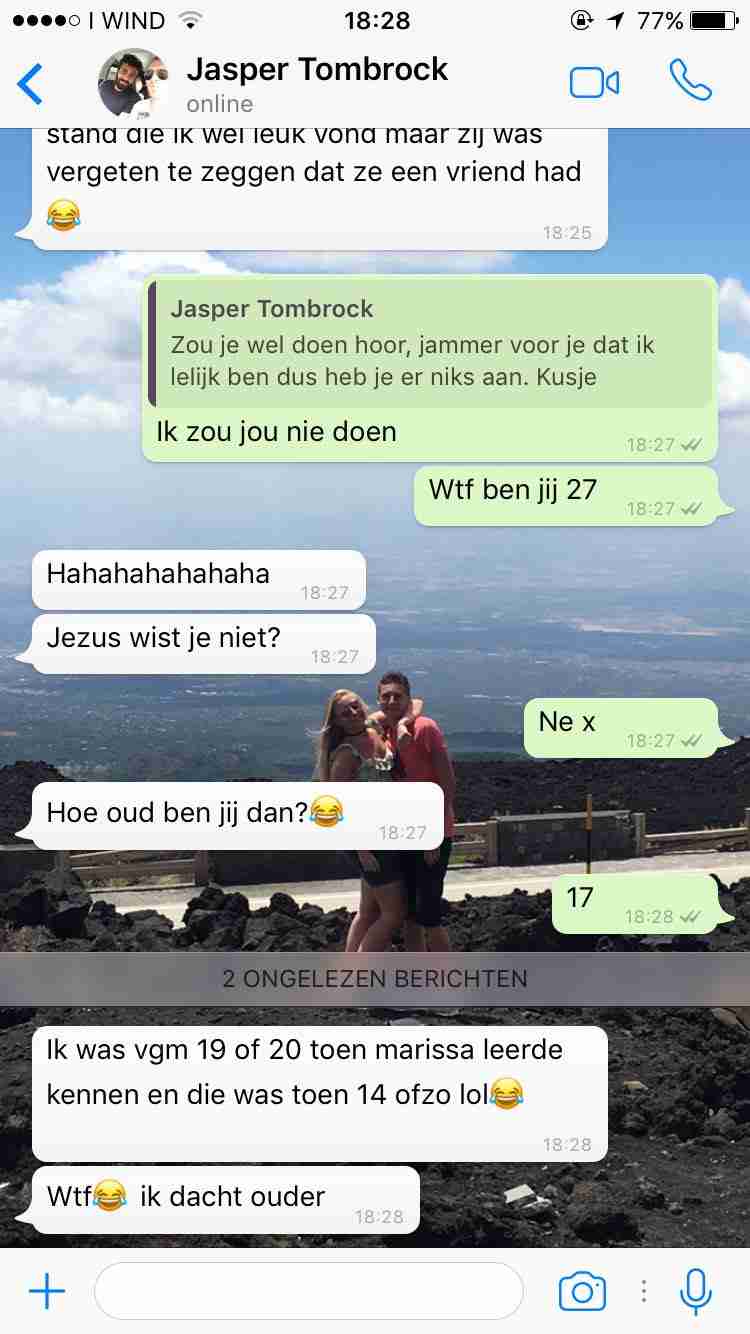 I WIND
18:28
77%
Jasper Tombrock
online
stand die ik wel leuk vond maar zij was
vergeten te zeggen dat ze een vriend had
😂
18:25
Jasper Tombrock
Zou je wel doen hoor, jammer voor je dat ik
lelijk ben dus heb je er niks aan. Kusje
Ik zou jou nie doen
18:27
Wtf ben jij 27
18:27
Hahahahahahaha
18:27
Jezus wist je niet?
18:27
Ne x
18:27
Hoe oud ben jij dan?😂
18:27
17
18:28
2 ONGELEZEN BERICHTEN
Ik was vgm 19 of 20 toen marissa leerde
kennen en die was toen 14 ofzo lol😂
18:28
Wtf😂 ik dacht ouder
18:28